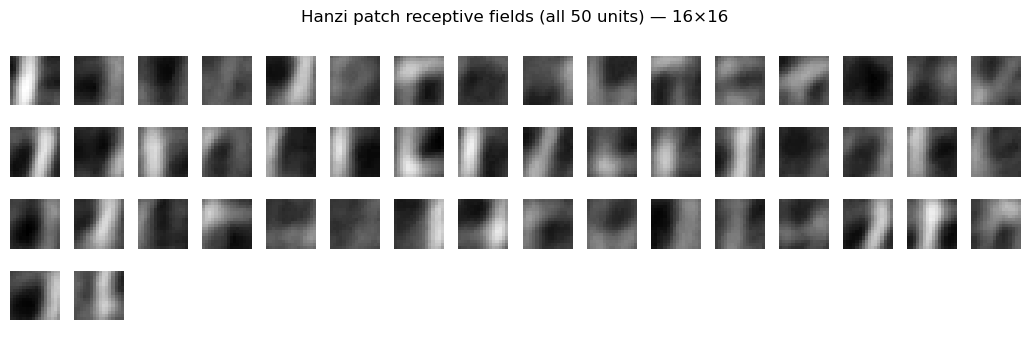 Hanzi patch receptive fields (all 50 units) — 16×16